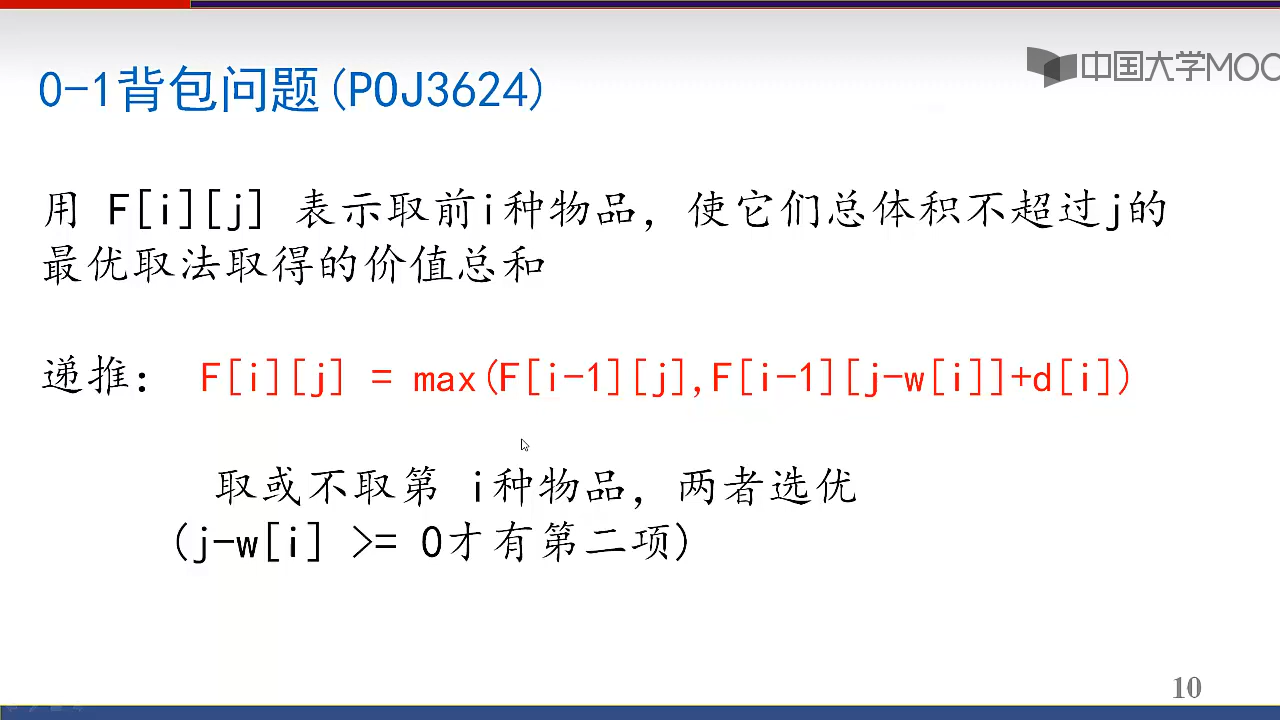 中国大学MOO
0-1背包问题(POJ3624)
用 F[i][j] 表示取前i种物品，使它们总体积不超过j的
最优取法取得的价值总和
递推： F[i][j] = max(F[i-1][j],F[i-1][j-w[i]]+d[i])
取或不取第 i种物品，两者选优
(j-w[i] >= 0才有第二项)
10